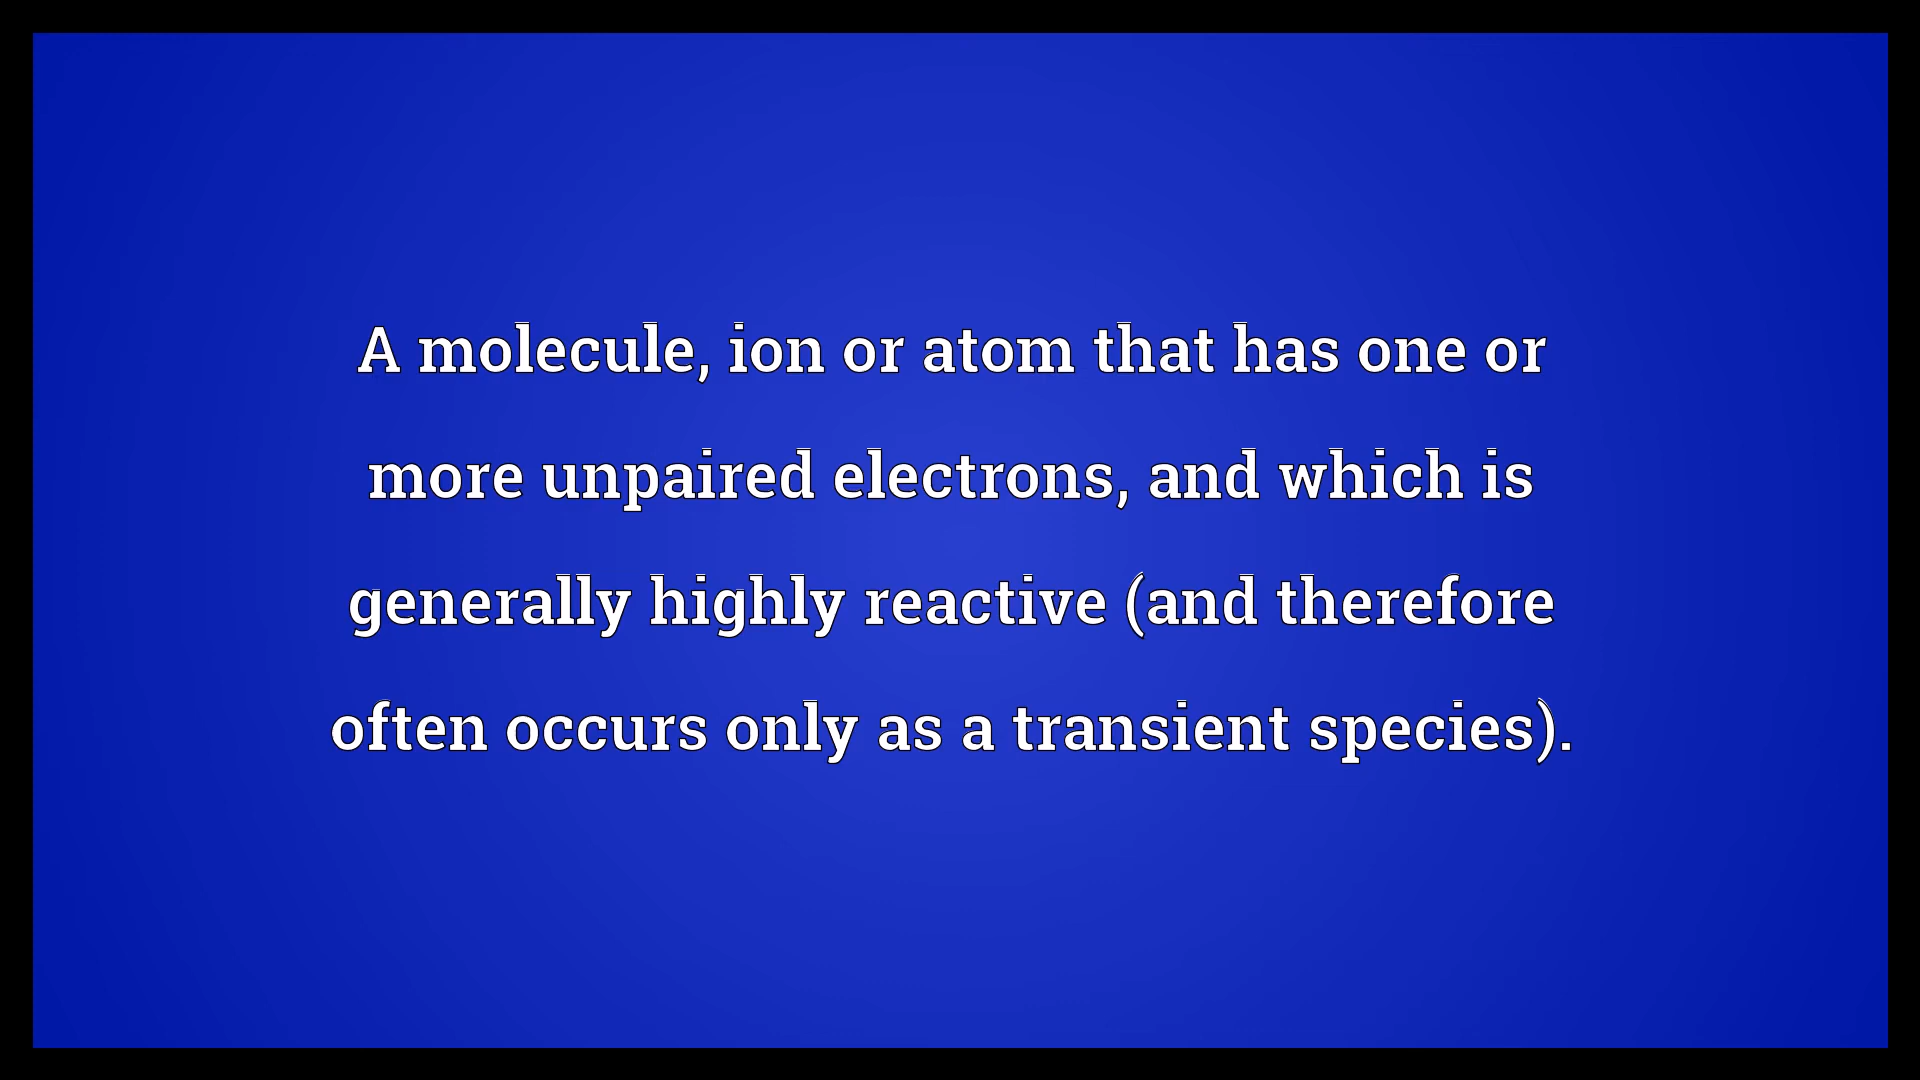 A molecule, ion or atom that has one or
more unpaired electrons, and which is
generally highly reactive (and therefore
often occurs only as a transient species).